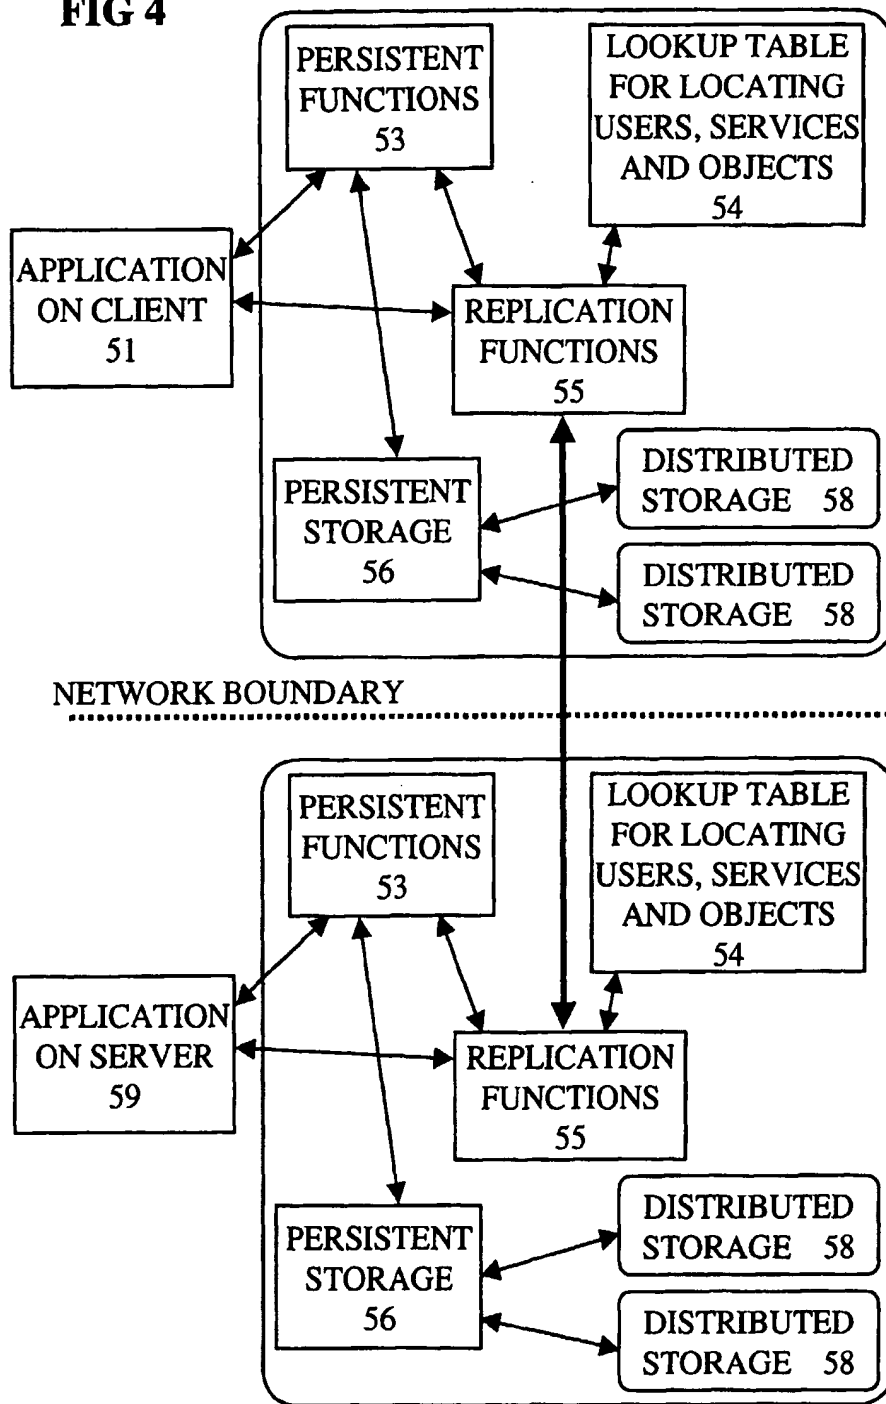 FIG 4
PERSISTENT
FUNCTIONS
53
LOOKUP TABLE
FOR LOCATING
USERS, SERVICES
AND OBJECTS
54
APPLICATION
ON CLIENT
51
REPLICATION
FUNCTIONS
55
PERSISTENT
STORAGE
56
DISTRIBUTED
STORAGE 58
DISTRIBUTED
STORAGE 58
NETWORK BOUNDARY
PERSISTENT
FUNCTIONS
53
LOOKUP TABLE
FOR LOCATING
USERS, SERVICES
AND OBJECTS
54
APPLICATION
ON SERVER
59
REPLICATION
FUNCTIONS
55
PERSISTENT
STORAGE
56
DISTRIBUTED
STORAGE 58
DISTRIBUTED
STORAGE 58